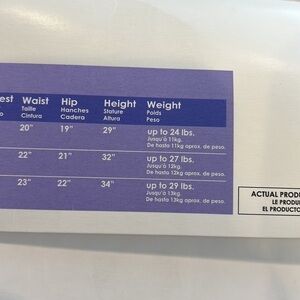 est Waist Hip Height Weight
Taille Hanches Stature Poids
Cintura Cadera Altura Peso
20" 19" 29" up to 24 lbs.
Jusqu'à 11kg.
De hasta 11kg aprox. de peso.
22" 21" 32" up to 27 lbs.
Jusqu'à 12kg.
De hasta 12kg aprox. de peso.
23" 22" 34" up to 29 lbs.
Jusqu'à 13kg.
De hasta 13kg aprox. de peso.
ACTUAL PRODU
LE PRODUI
EL PRODUCTO